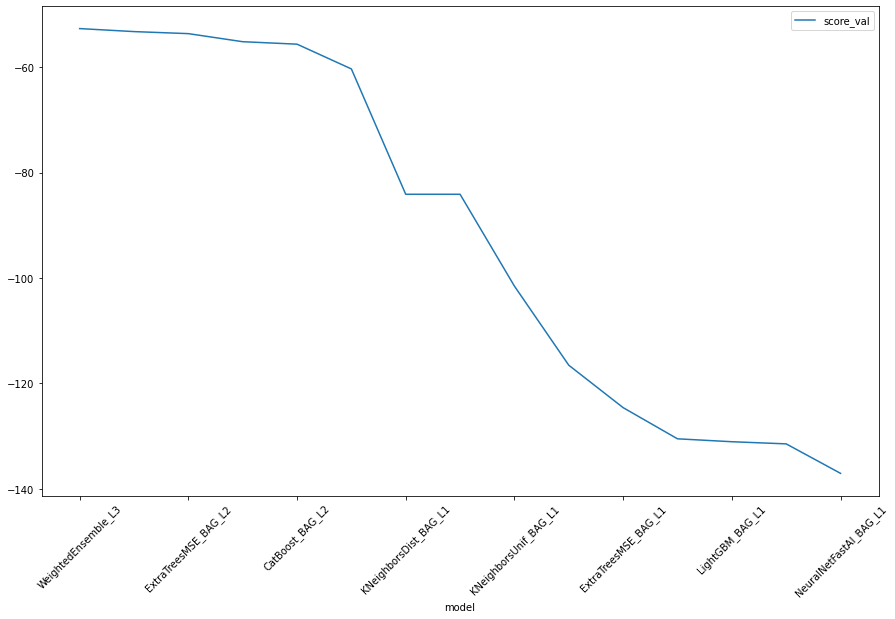 score_val
−60
−80
−100
−120
−140
WeightedEnsemble_L3
ExtraTreesMSE_BAG_L2
CatBoost_BAG_L2
KNeighborsDist_BAG_L1
KNeighborsUnif_BAG_L1
ExtraTreesMSE_BAG_L1
LightGBM_BAG_L1
NeuralNetFastAI_BAG_L1
model